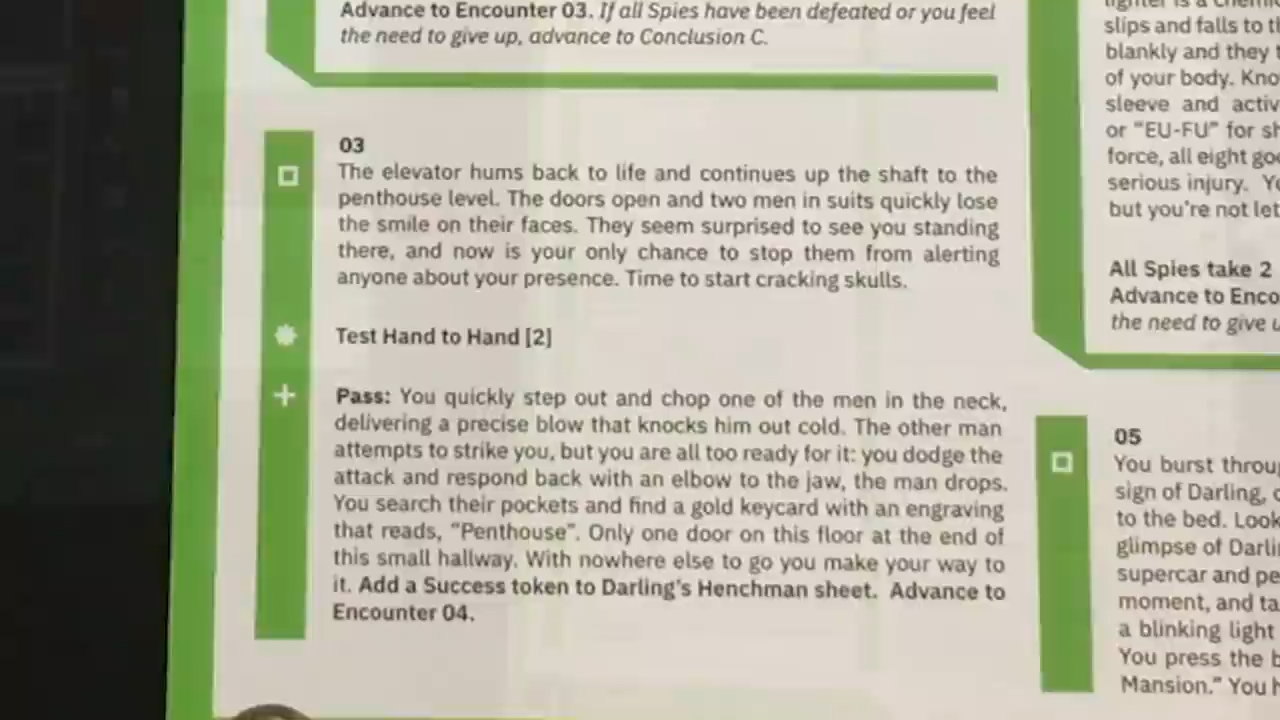 Advance to Encounter 03. If all Spies have been defeated or you feel
the need to give up, advance to Conclusion C.
03
The elevator hums back to life and continues up the shaft to the
penthouse level. The doors open and two men in suits quickly lose
the smile on their faces. They seem surprised to see you standing
there, and now is your only chance to stop them from alerting
anyone about your presence. Time to start cracking skulls.
Test Hand to Hand [2]
Pass: You quickly step out and chop one of the men in the neck,
delivering a precise blow that knocks him out cold. The other man
attempts to strike you, but you are all too ready for it: you dodge the
attack and respond back with an elbow to the jaw, the man drops.
You search their pockets and find a gold keycard with an engraving
that reads, “Penthouse”. Only one door on this floor at the end of
this small hallway. With nowhere else to go you make your way to
it. Add a Success token to Darling's Henchman sheet. Advance to
Encounter 04.
slips and falls to
blankly and they
of your body.
sleeve and
or “EU-FU” for
force, all eight
serious injury.
but you're not
All Spies take 2
Advance to
the need to give
05
You burst
sign of Darling,
to the bed.
glimpse of
supercar and
moment, and
a blinking light
You press the
Mansion.” You